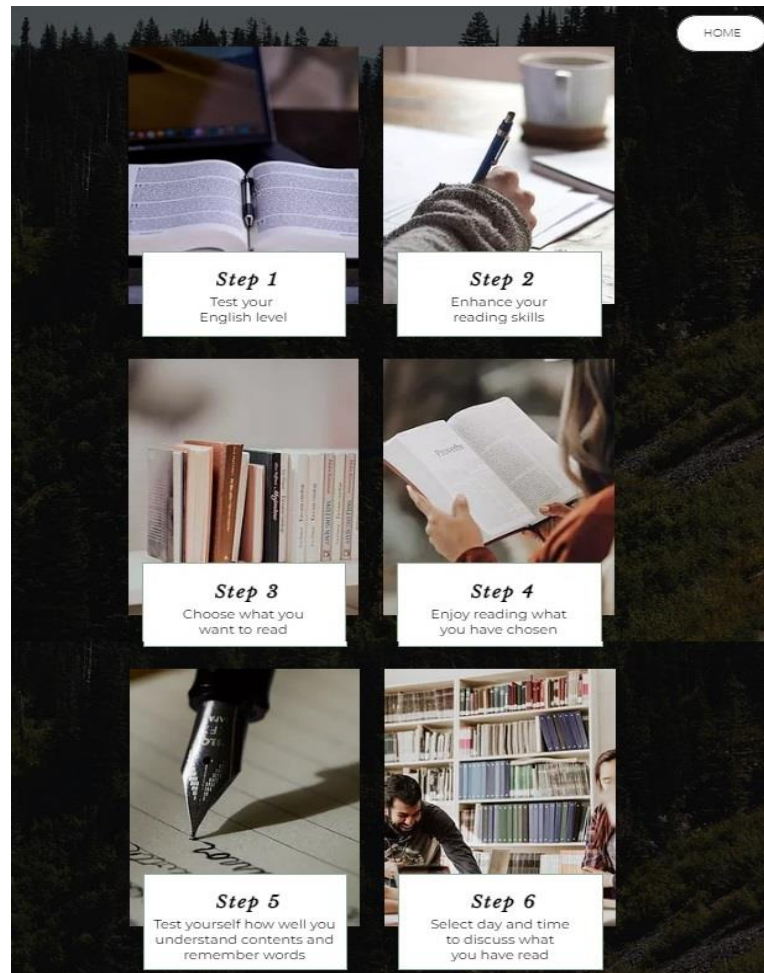 HOME
Step 1
Test your
English level
Step 2
Enhance your
reading skills
Step 3
Choose what you
want to read
Step 4
Enjoy reading what
you have chosen
Step 5
Test yourself how well you
understand contents and
remember words
Step 6
Select day and time
to discuss what
you have read